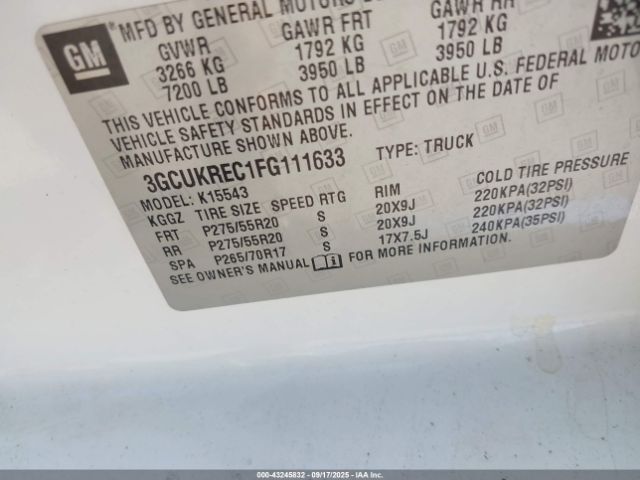 GM
MFD BY GENERAL MOTORS
GVWR GAWR FRT GAWR RR
3266 KG 1792 KG 1792 KG
7200 LB 3950 LB 3950 LB
THIS VEHICLE CONFORMS TO ALL APPLICABLE U.S. FEDERAL MOTO
VEHICLE SAFETY STANDARDS IN EFFECT ON THE DATE OF
MANUFACTURE SHOWN ABOVE.
3GCUKREC1FG111633 TYPE: TRUCK
MODEL: K15543
KGGZ TIRE SIZE SPEED RTG RIM COLD TIRE PRESSURE
FRT P275/55R20 S 20X9J 220KPA(32PSI)
RR P275/55R20 S 20X9J 220KPA(32PSI)
SPA P265/70R17 S 17X7.5J 240KPA(35PSI)
SEE OWNER'S MANUAL FOR MORE INFORMATION.
000-43245832 - 09/17/2025 - IAA, Inc.